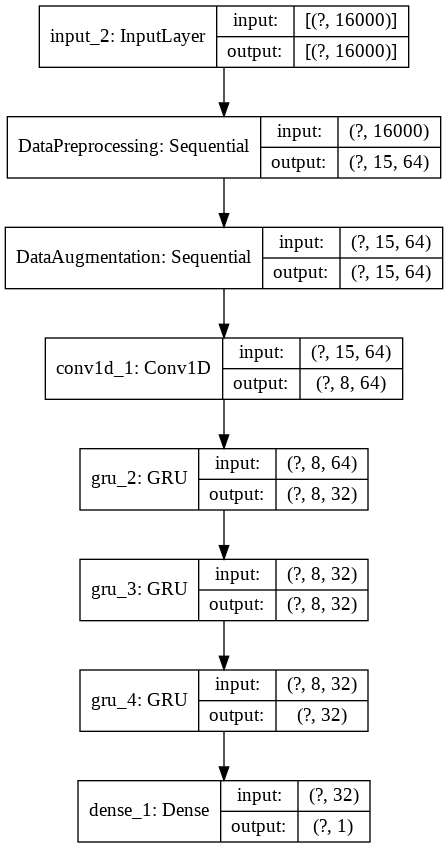 input_2: InputLayer
input: [(?, 16000)]
output: [(?, 16000)]
DataPreprocessing: Sequential
input: (?, 16000)
output: (?, 15, 64)
DataAugmentation: Sequential
input: (?, 15, 64)
output: (?, 15, 64)
conv1d_1: Conv1D
input: (?, 15, 64)
output: (?, 8, 64)
gru_2: GRU
input: (?, 8, 64)
output: (?, 8, 32)
gru_3: GRU
input: (?, 8, 32)
output: (?, 8, 32)
gru_4: GRU
input: (?, 8, 32)
output: (?, 32)
dense_1: Dense
input: (?, 32)
output: (?, 1)